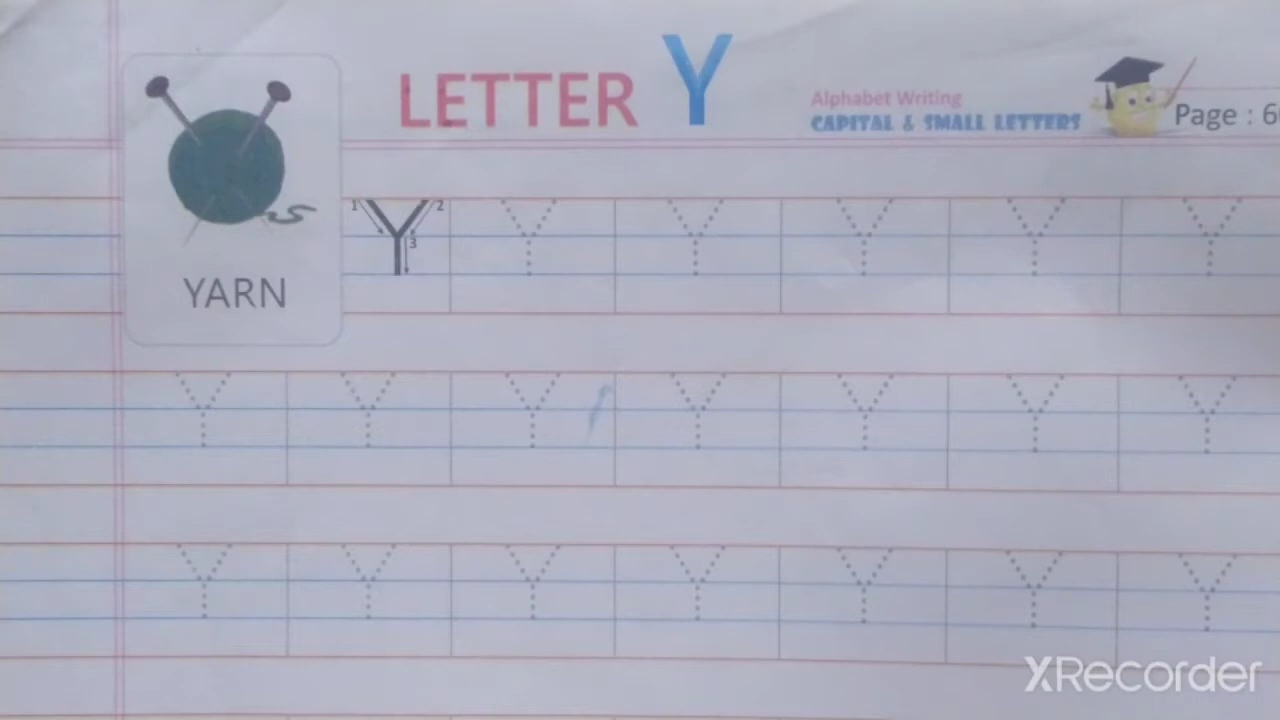 LETTER Y
Alphabet Writing
CAPITAL & SMALL LETTERS
Page : 6
YARN
1 Y 2 3 Y Y Y Y Y
Y Y Y Y Y Y Y
Y Y Y Y Y Y Y
XRecorder